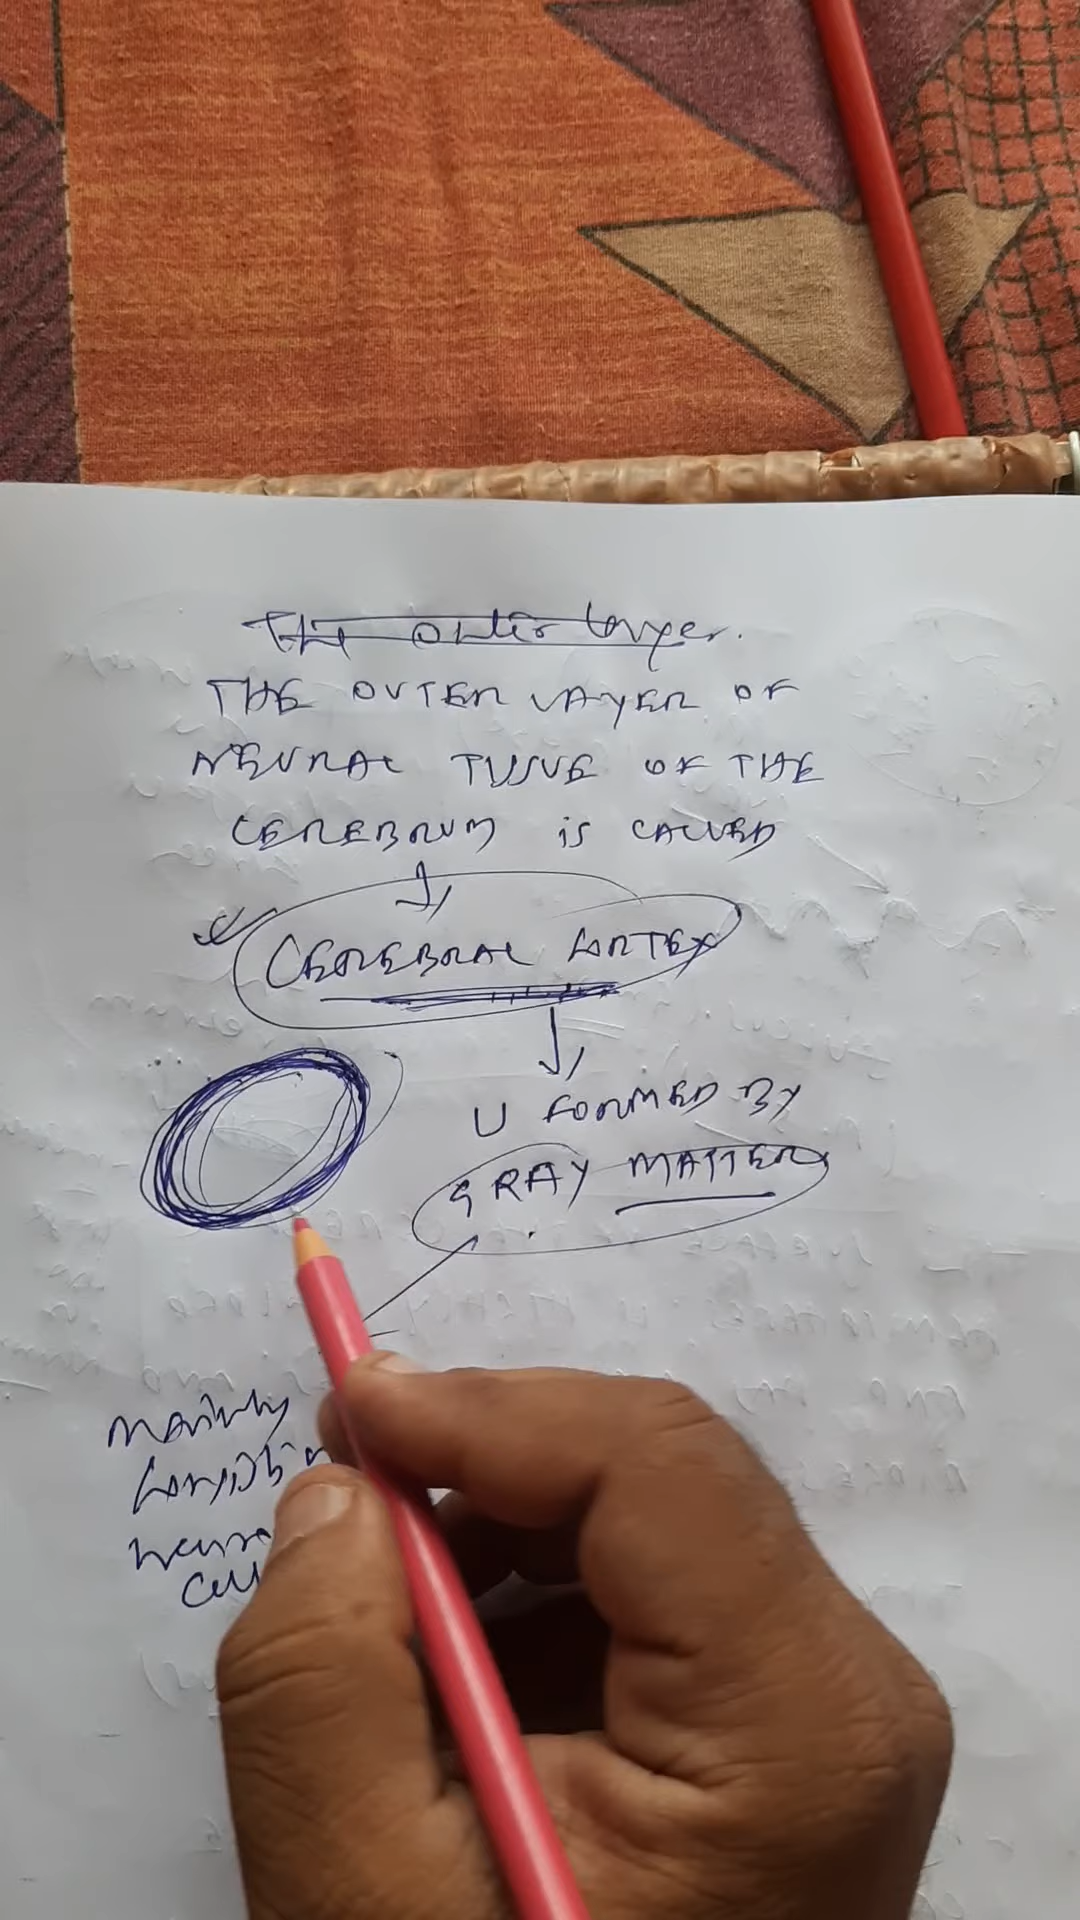 The outer layer.
THE OUTER LAYER OF
NEURAL TISSUE OF THE
CEREBRUM is CALLED
CEREBRAL CORTEX
IS FORMED BY
GRAY MATTER
Mainly